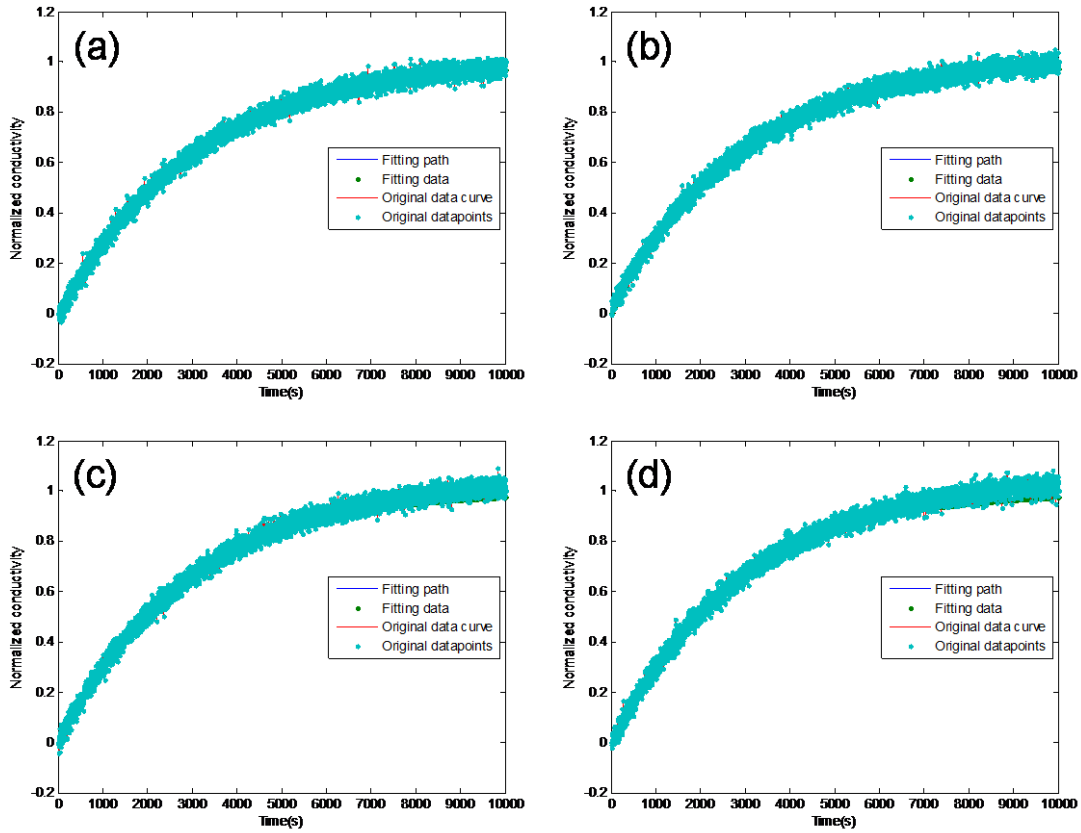 (a)
Normalized conductivity
1.2
1
0.8
0.6
0.4
0.2
0
-0.2
Fitting path
Fitting data
Original data curve
Original datapoints
0 1000 2000 3000 4000 5000 6000 7000 8000 9000 10000
Time(s)
(b)
Normalized conductivity
1.2
1
0.8
0.6
0.4
0.2
0
-0.2
Fitting path
Fitting data
Original data curve
Original datapoints
0 1000 2000 3000 4000 5000 6000 7000 8000 9000 10000
Time(s)
(c)
Normalized conductivity
1.2
1
0.8
0.6
0.4
0.2
0
-0.2
Fitting path
Fitting data
Original data curve
Original datapoints
0 1000 2000 3000 4000 5000 6000 7000 8000 9000 10000
Time(s)
(d)
Normalized conductivity
1.2
1
0.8
0.6
0.4
0.2
0
-0.2
Fitting path
Fitting data
Original data curve
Original datapoints
0 1000 2000 3000 4000 5000 6000 7000 8000 9000 10000
Time(s)